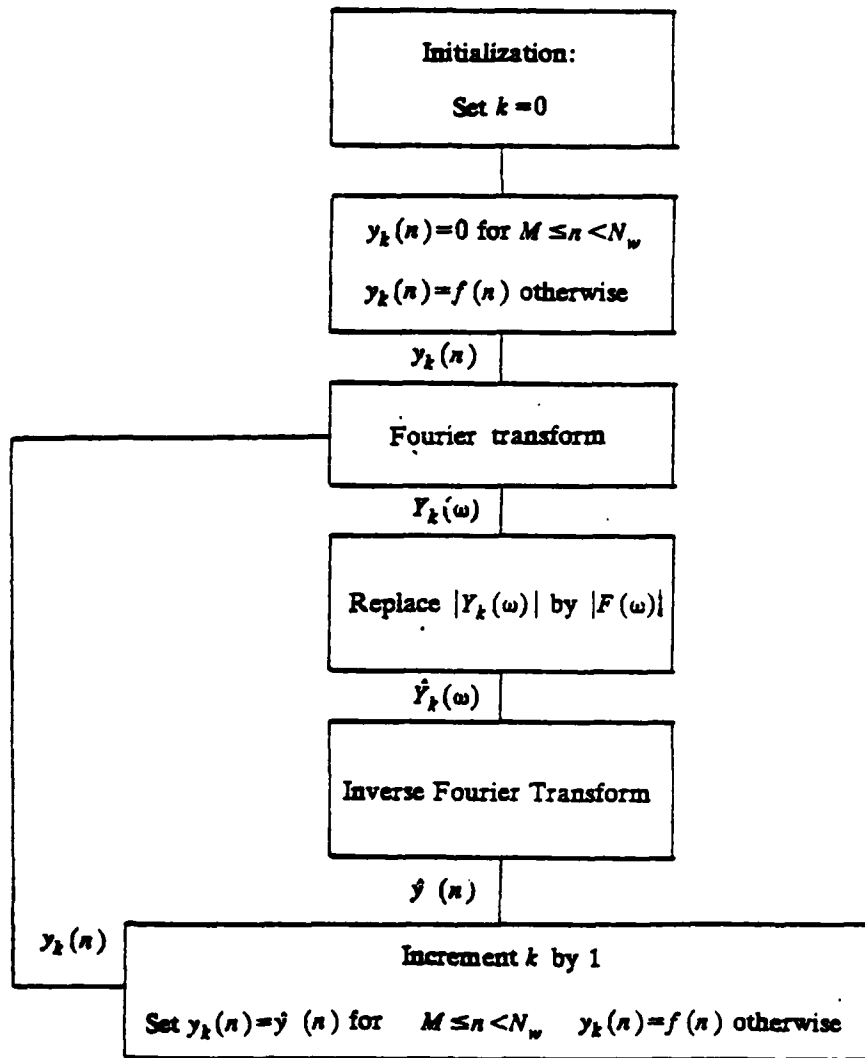 Initialization:
Set k=0
y_k(n)=0 for M≤n<N_w
y_k(n)=f(n) otherwise
y_k(n)
Fourier transform
Y_k(ω)
Replace |Y_k(ω)| by |F(ω)|
Ŷ_k(ω)
Inverse Fourier Transform
ŷ (n)
y_k(n)
Increment k by 1
Set y_k(n)=ŷ (n) for M≤n<N_w y_k(n)=f(n) otherwise